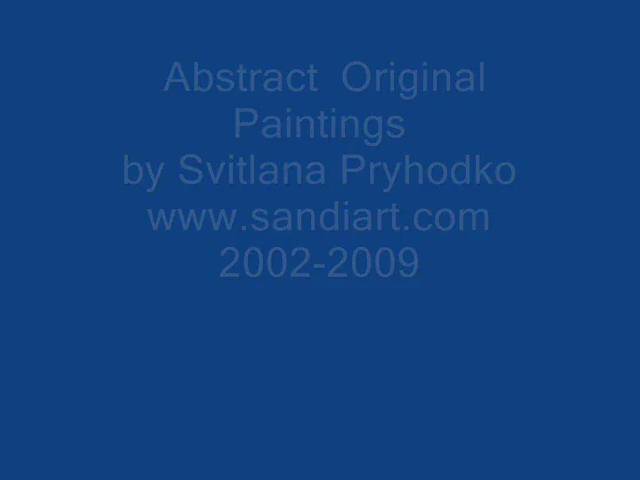 Abstract  Original
Paintings
by Svitlana Pryhodko
www.sandiart.com
2002-2009